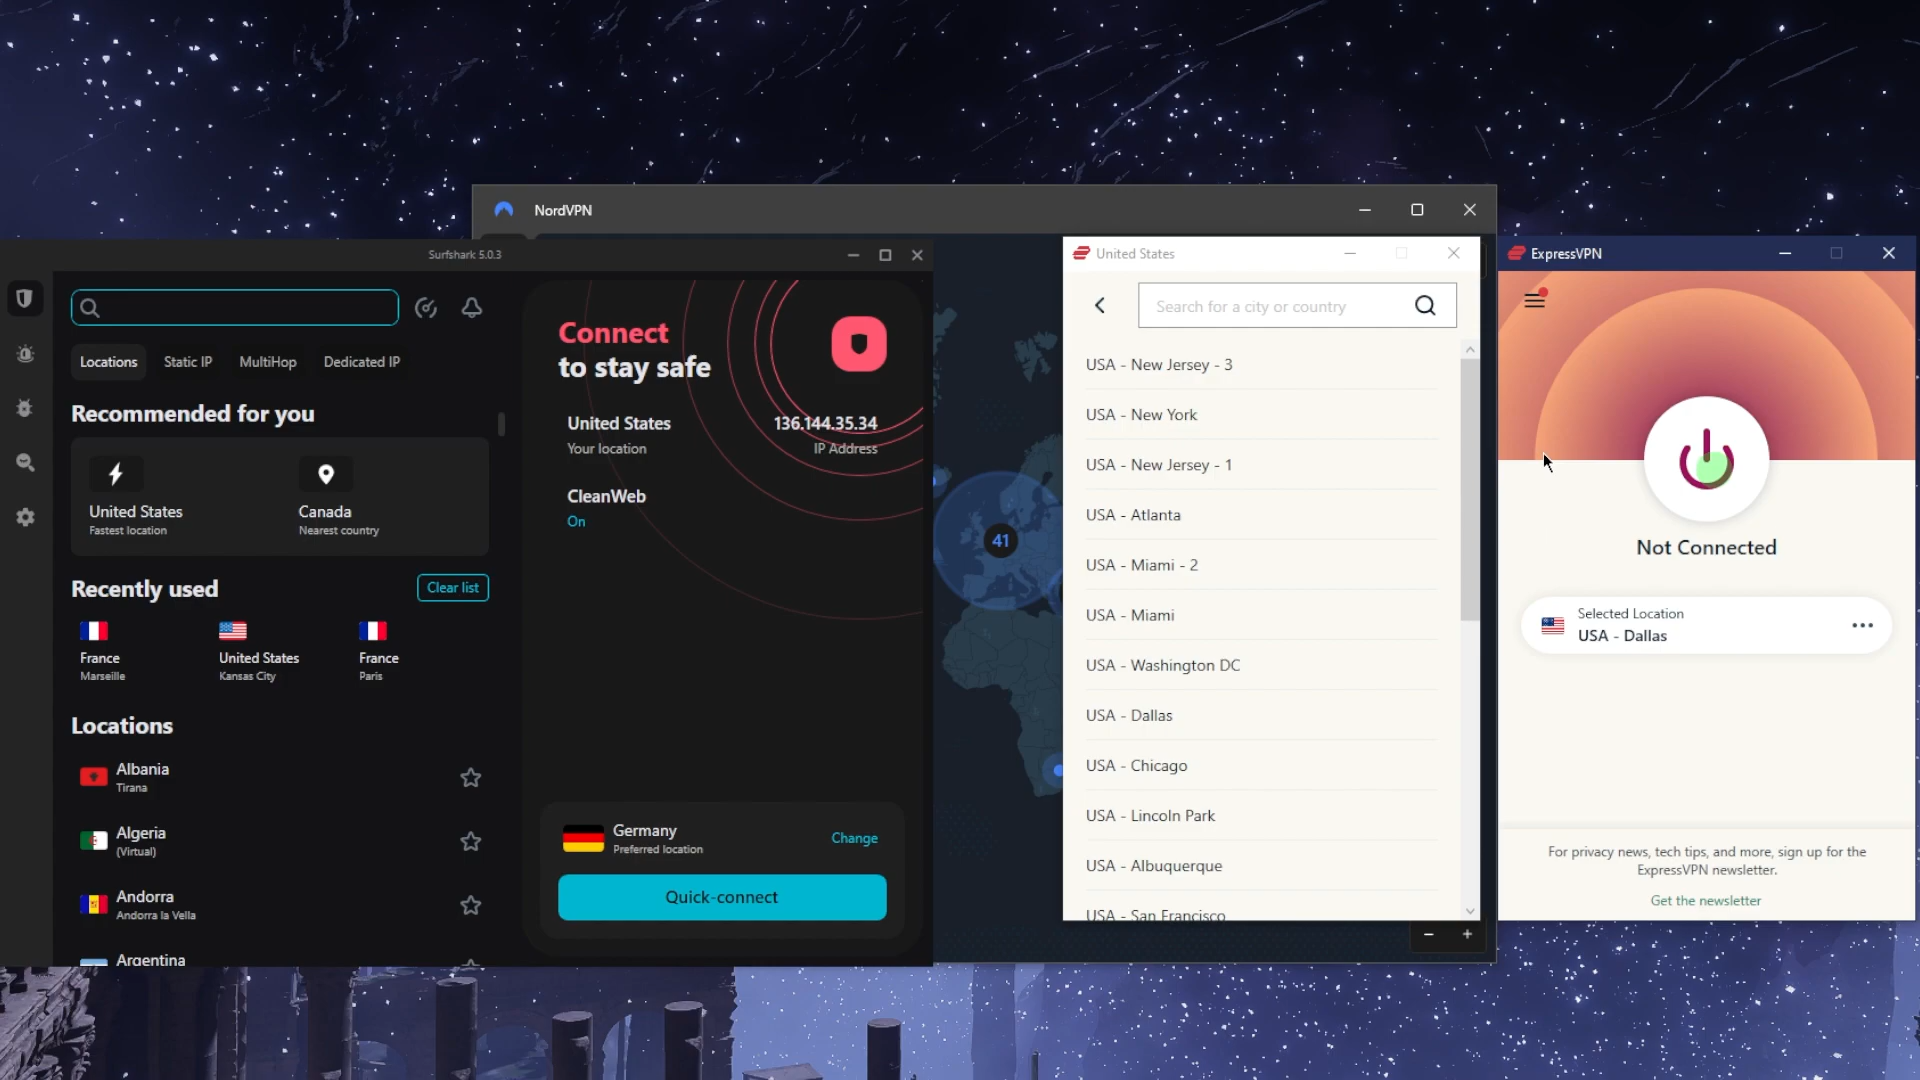 NordVPN
Surfshark 5.0.3
Locations
Static IP
MultiHop
Dedicated IP
Recommended for you
United States
Fastest location
Canada
Nearest country
Recently used
Clear list
France
Marseille
United States
Kansas City
France
Paris
Locations
Albania
Tirana
Algeria
(Virtual)
Andorra
Andorra la Vella
Argentina
Connect
to stay safe
United States
Your location
136.144.35.34
IP Address
CleanWeb
On
Germany
Preferred location
Change
Quick-connect
41
United States
Search for a city or country
USA - New Jersey - 3
USA - New York
USA - New Jersey - 1
USA - Atlanta
USA - Miami - 2
USA - Miami
USA - Washington DC
USA - Dallas
USA - Chicago
USA - Lincoln Park
USA - Albuquerque
USA - San Francisco
ExpressVPN
Not Connected
Selected Location
USA - Dallas
For privacy news, tech tips, and more, sign up for the
ExpressVPN newsletter.
Get the newsletter